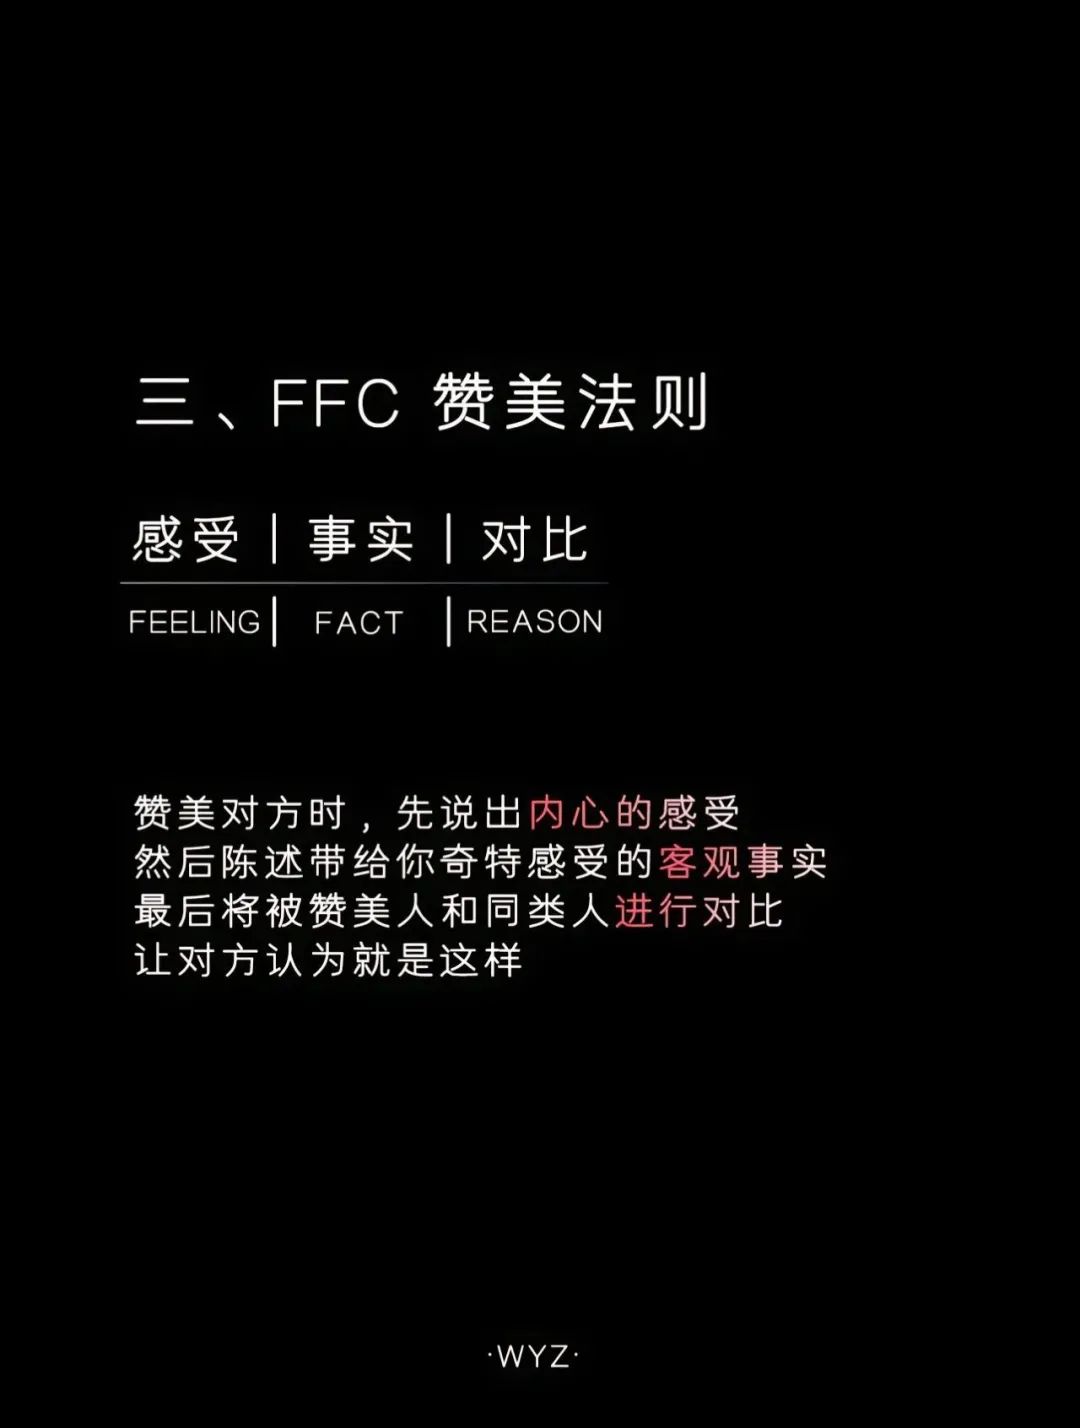 三、FFC 赞美法则
感受|事实|对比
FEELING| FACT |REASON
赞美对方时，先说出内心的感受
然后陈述带给你奇特感受的客观事实
最后将被赞美人和同类人进行对比
让对方认为就是这样
·WYZ·